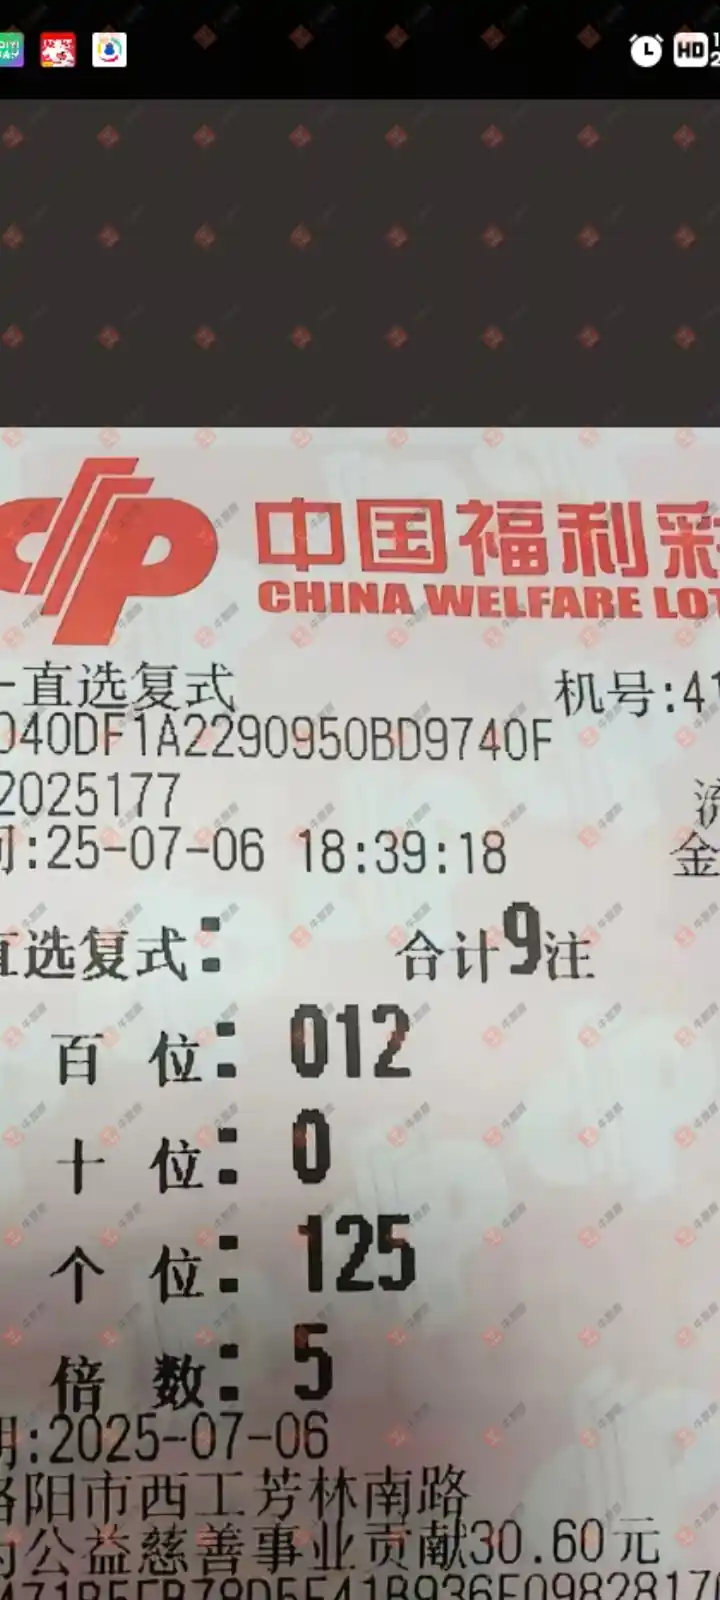 HD
中国福利
CHINA WELFARE LOT
直选复式
机号:41
040DF1A2290950BD9740F
2025177
:25-07-06 18:39:18
金
直选复式:
合计9注
百 位: 012
十 位: 0
个 位: 125
倍 数: 5
:2025-07-06
洛阳市西工芳林南路
为公益慈善事业贡献30.60元